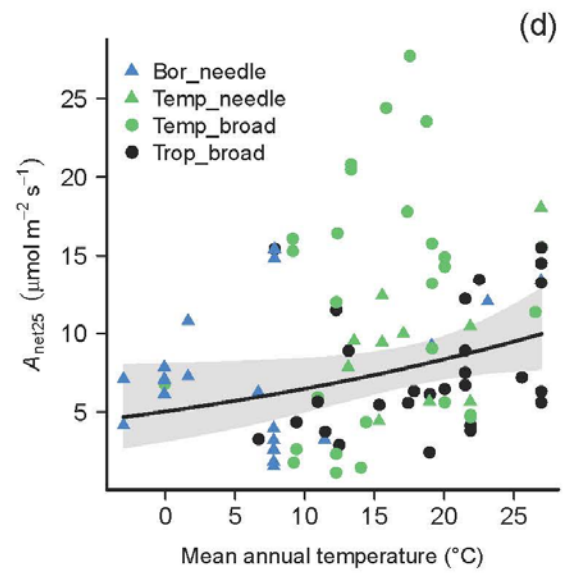 (d)
Bor_needle
Temp_needle
Temp_broad
Trop_broad
25
20
15
10
5
A_net25 (μmol m⁻² s⁻¹)
0 5 10 15 20 25
Mean annual temperature (°C)